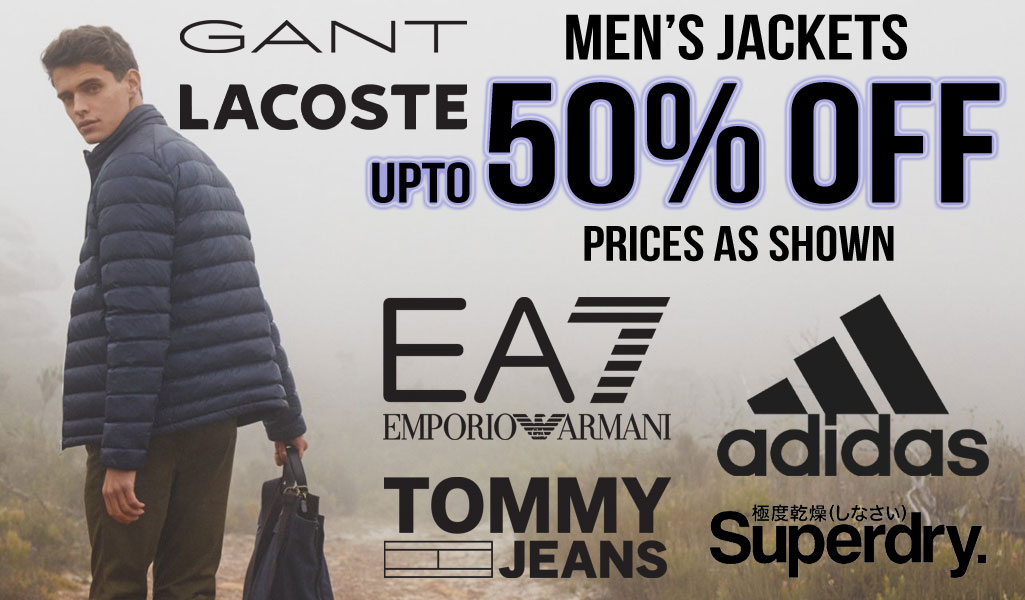 GANT
LACOSTE
MEN'S JACKETS
UPTO 50% OFF
PRICES AS SHOWN
EA7
EMPORIO ARMANI
adidas
TOMMY
JEANS
極度乾燥(しなさい)
Superdry.